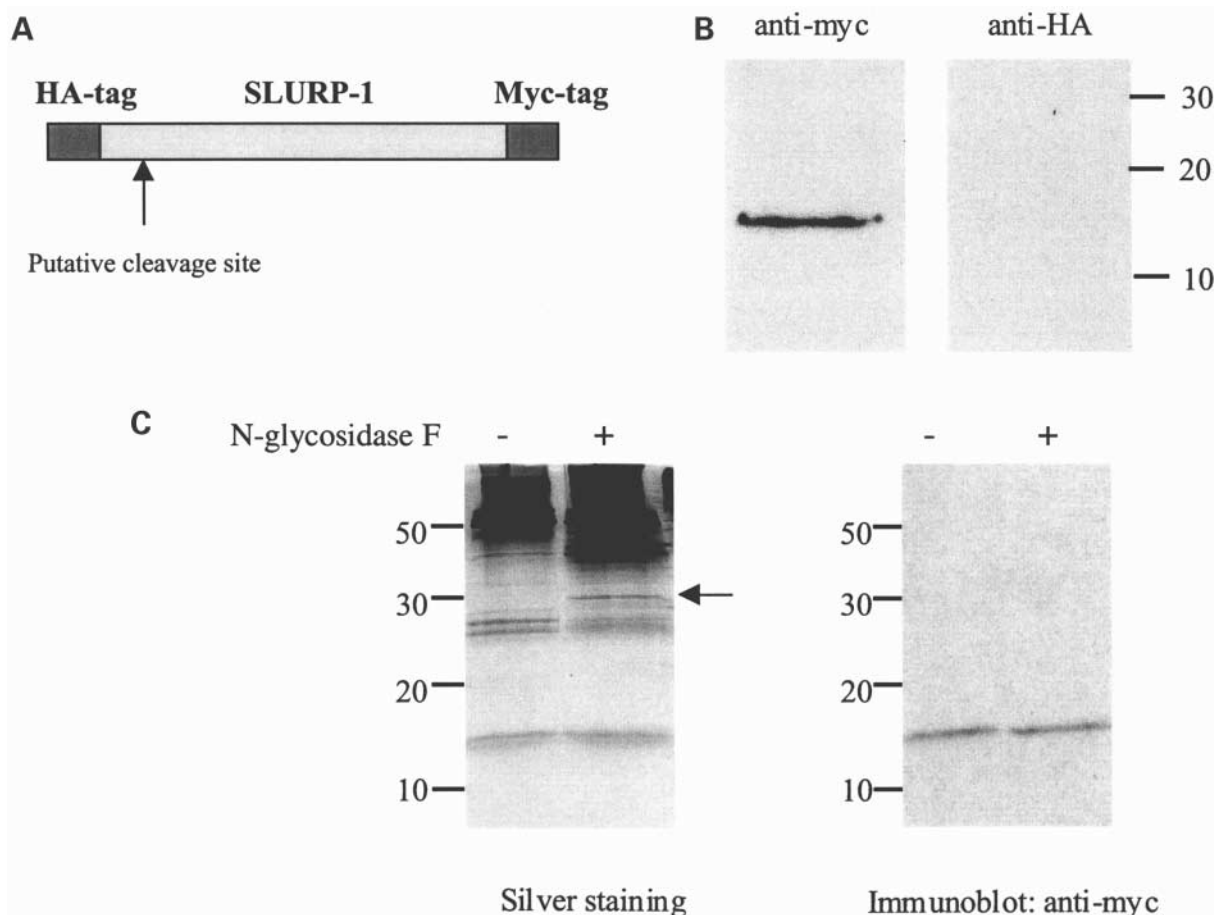 A
HA-tag SLURP-1 Myc-tag
Putative cleavage site
B
anti-myc anti-HA
30
20
10
C
N-glycosidase F - + - +
50 50
30 30
20 20
10 10
Silver staining Immunoblot: anti-myc